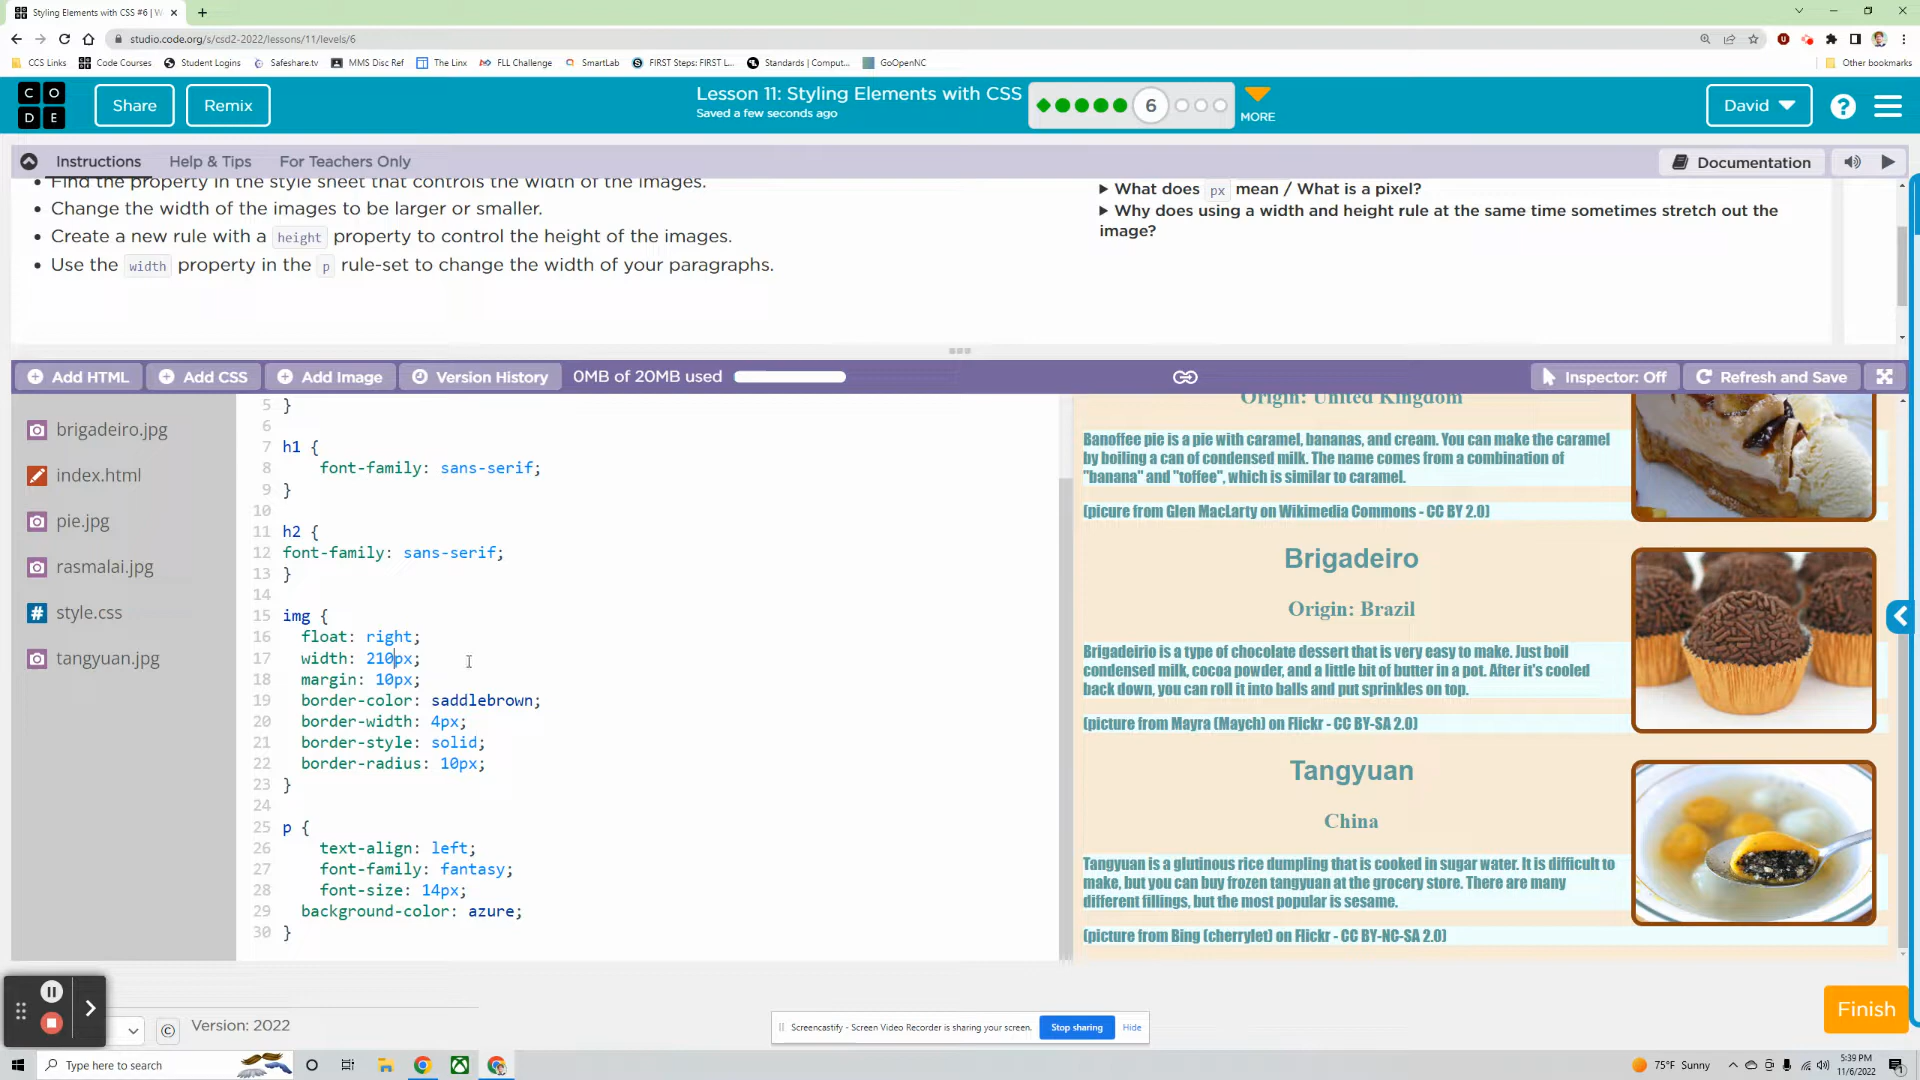 Styling Elements with CSS #6 | W
studio.code.org/s/csd2-2022/lessons/11/levels/6
CCS Links
Code Courses
Student Logins
Safeshare.tv
MMS Disc Ref
The Linx
FLL Challenge
SmartLab
FIRST Steps: FIRST L...
Standards | Comput...
GoOpenNC
Other bookmarks
C O
D E
Share
Remix
Lesson 11: Styling Elements with CSS
Saved a few seconds ago
6
MORE
David
?
Instructions
Help & Tips
For Teachers Only
Documentation
• Find the property in the style sheet that controls the width of the images.
• Change the width of the images to be larger or smaller.
• Create a new rule with a height property to control the height of the images.
• Use the width property in the p rule-set to change the width of your paragraphs.
What does px mean / What is a pixel?
Why does using a width and height rule at the same time sometimes stretch out the
image?
Add HTML
Add CSS
Add Image
Version History
0MB of 20MB used
Inspector: Off
Refresh and Save
brigadeiro.jpg
index.html
pie.jpg
rasmalai.jpg
# style.css
tangyuan.jpg
5 }
6
7 h1 {
8 font-family: sans-serif;
9 }
10
11 h2 {
12 font-family: sans-serif;
13 }
14
15 img {
16 float: right;
17 width: 210px;
18 margin: 10px;
19 border-color: saddlebrown;
20 border-width: 4px;
21 border-style: solid;
22 border-radius: 10px;
23 }
24
25 p {
26 text-align: left;
27 font-family: fantasy;
28 font-size: 14px;
29 background-color: azure;
30 }
Origin: United Kingdom
Banoffee pie is a pie with caramel, bananas, and cream. You can make the caramel
by boiling a can of condensed milk. The name comes from a combination of
"banana" and "toffee", which is similar to caramel.
(picure from Glen MacLarty on Wikimedia Commons - CC BY 2.0)
Brigadeiro
Origin: Brazil
Brigadeirio is a type of chocolate dessert that is very easy to make. Just boil
condensed milk, cocoa powder, and a little bit of butter in a pot. After it's cooled
back down, you can roll it into balls and put sprinkles on top.
(picture from Mayra (Maych) on Flickr - CC BY-SA 2.0)
Tangyuan
China
Tangyuan is a glutinous rice dumpling that is cooked in sugar water. It is difficult to
make, but you can buy frozen tangyuan at the grocery store. There are many
different fillings, but the most popular is sesame.
(picture from Bing (cherrylet) on Flickr - CC BY-NC-SA 2.0)
Finish
© Version: 2022
Screencastify - Screen Video Recorder is sharing your screen.
Stop sharing
Hide
Type here to search
75°F Sunny
5:39 PM
11/6/2022